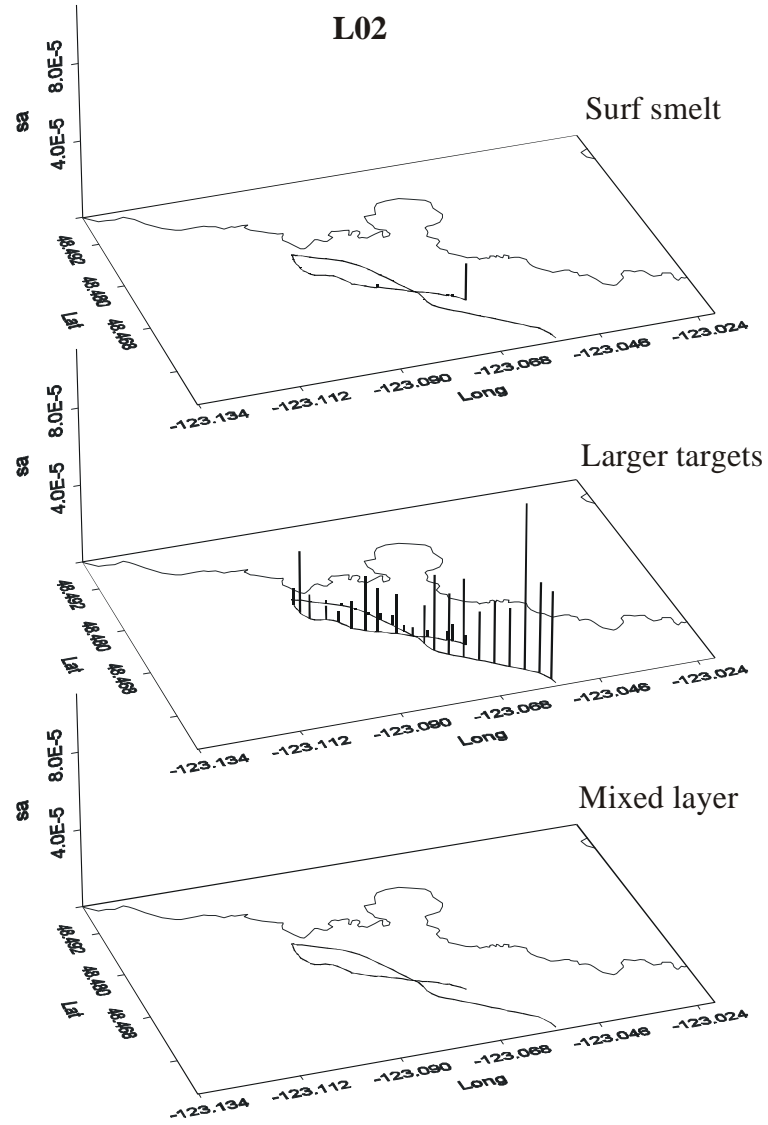 L02
8.0E-5
sa
4.0E-5
Surf smelt
48.492
48.480
Lat
48.468
-123.134
-123.112
-123.090
-123.068
-123.046
-123.024
Long
8.0E-5
sa
4.0E-5
Larger targets
48.492
48.480
Lat
48.468
-123.134
-123.112
-123.090
-123.068
-123.046
-123.024
Long
8.0E-5
sa
4.0E-5
Mixed layer
48.492
48.480
Lat
48.468
-123.134
-123.112
-123.090
-123.068
-123.046
-123.024
Long